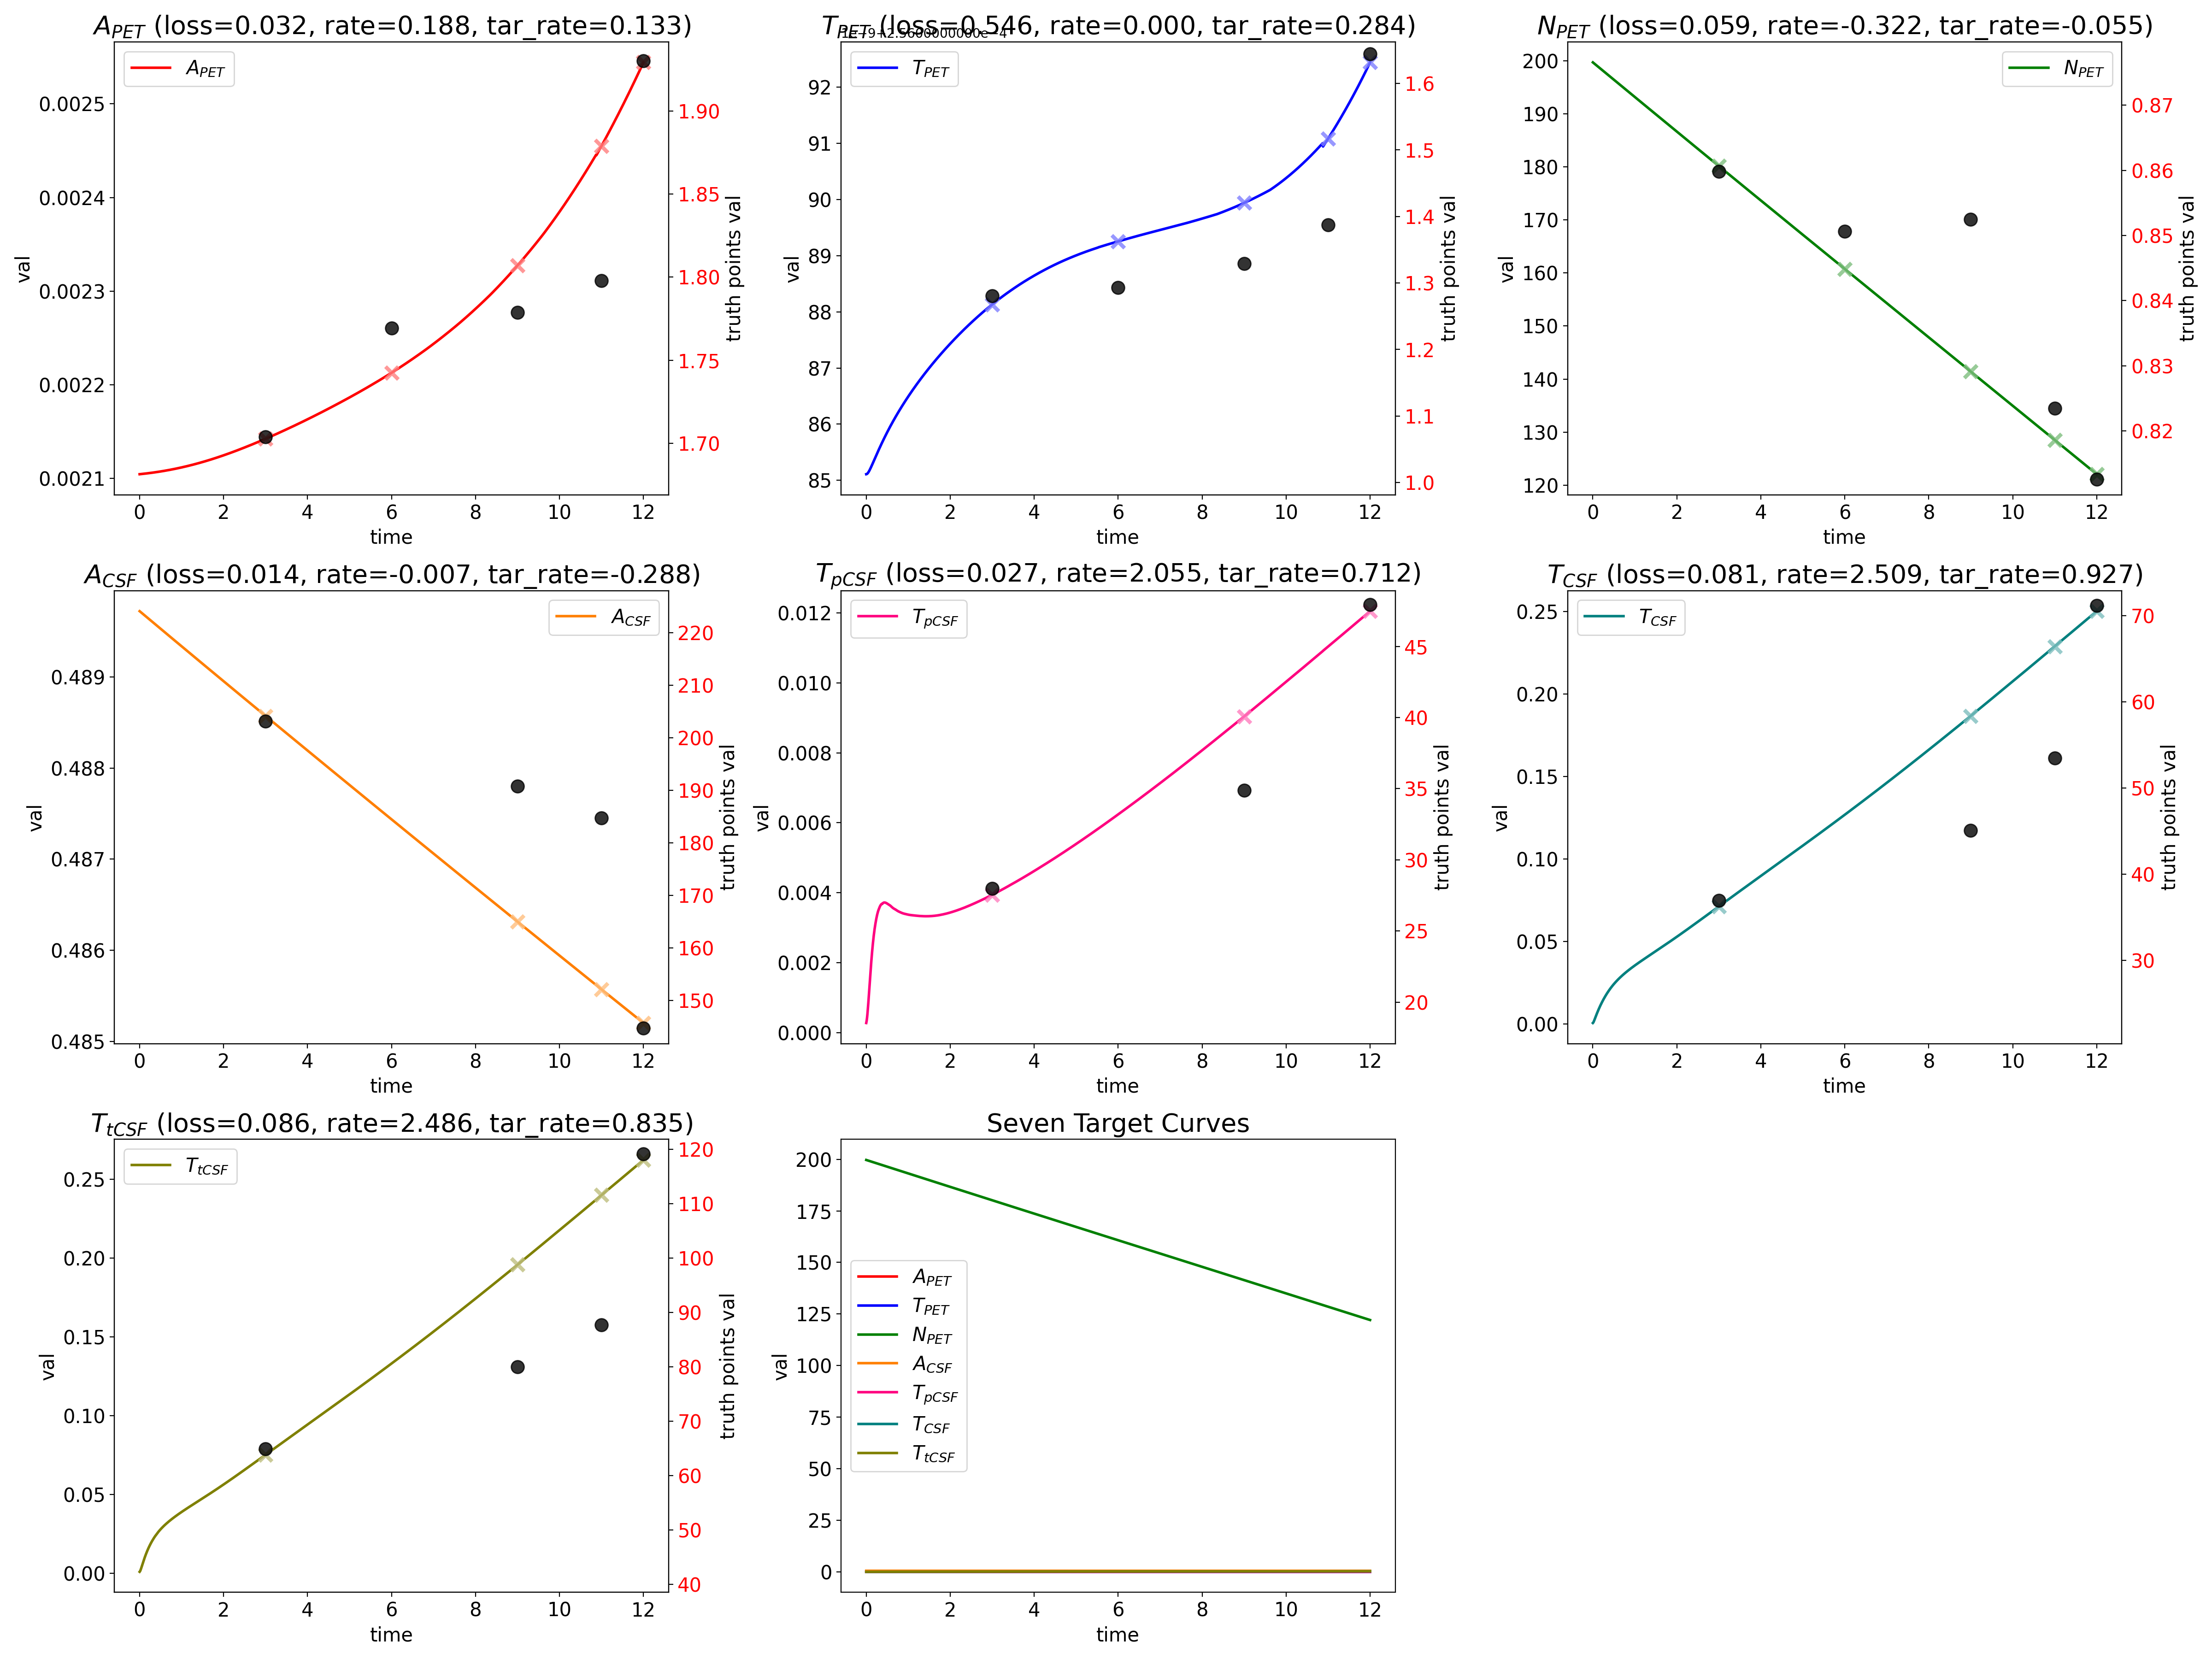 A_PET (loss=0.032, rate=0.188, tar_rate=0.133)
A_PET
0.0025
0.0024
0.0023
0.0022
0.0021
val
1.90
1.85
1.80
1.75
1.70
truth points val
0 2 4 6 8 10 12
time
T_PET (loss=0.546, rate=0.000, tar_rate=0.284)
T_PET
92
91
90
89
88
87
86
85
val
1.6
1.5
1.4
1.3
1.2
1.1
1.0
truth points val
0 2 4 6 8 10 12
time
N_PET (loss=0.059, rate=-0.322, tar_rate=-0.055)
N_PET
200
190
180
170
160
150
140
130
120
val
0.87
0.86
0.85
0.84
0.83
0.82
truth points val
0 2 4 6 8 10 12
time
A_CSF (loss=0.014, rate=-0.007, tar_rate=-0.288)
A_CSF
0.489
0.488
0.487
0.486
0.485
val
220
210
200
190
180
170
160
150
truth points val
0 2 4 6 8 10 12
time
T_pCSF (loss=0.027, rate=2.055, tar_rate=0.712)
T_pCSF
0.012
0.010
0.008
0.006
0.004
0.002
0.000
val
45
40
35
30
25
20
truth points val
0 2 4 6 8 10 12
time
T_CSF (loss=0.081, rate=2.509, tar_rate=0.927)
T_CSF
0.25
0.20
0.15
0.10
0.05
0.00
val
70
60
50
40
30
truth points val
0 2 4 6 8 10 12
time
T_tCSF (loss=0.086, rate=2.486, tar_rate=0.835)
T_tCSF
0.25
0.20
0.15
0.10
0.05
0.00
val
120
110
100
90
80
70
60
50
40
truth points val
0 2 4 6 8 10 12
time
Seven Target Curves
200
175
150
125
100
75
50
25
0
val
A_PET
T_PET
N_PET
A_CSF
T_pCSF
T_CSF
T_tCSF
0 2 4 6 8 10 12
time